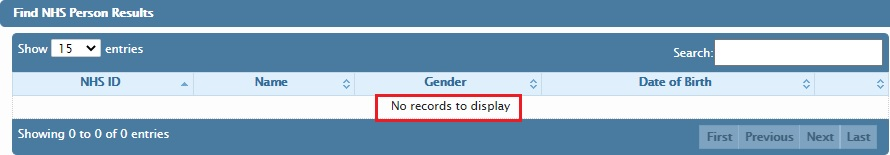 Find NHS Person Results
Show 15 entries Search:
NHS ID Name Gender Date of Birth
No records to display
Showing 0 to 0 of 0 entries First Previous Next Last